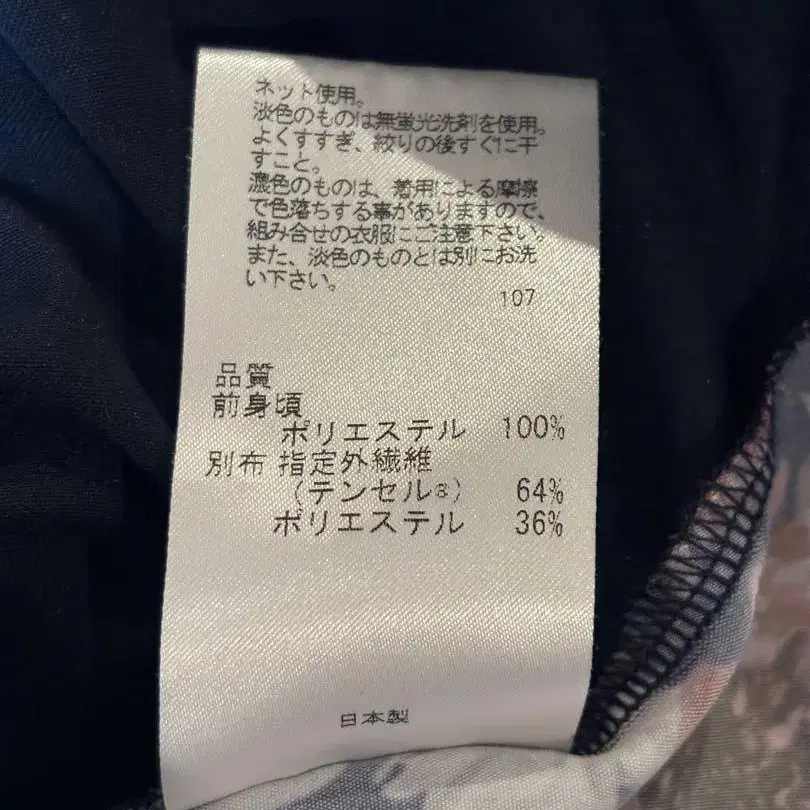 ネット使用。
淡色のものは無蛍光洗剤を使用。
よくすすぎ、絞りの後すぐに干
すこと。
濃色のものは、着用による摩擦
で色落ちする事がありますので、
組み合せの衣服にご注意下さい。
また、淡色のものとは別にお洗
い下さい。
107
品質
前身頃
ポリエステル 100%
別布 指定外繊維
（テンセル®） 64%
ポリエステル 36%
日本製